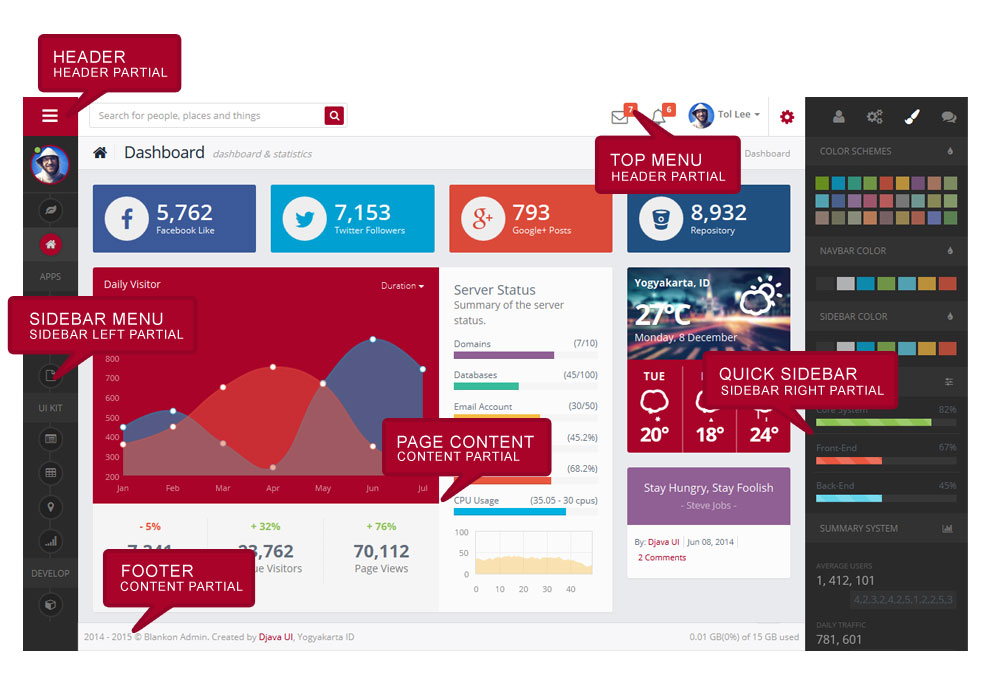 HEADER
HEADER PARTIAL
Search for people, places and things
7
6
Tol Lee
Dashboard
dashboard & statistics
TOP MENU
HEADER PARTIAL
Dashboard
COLOR SCHEMES
5,762
Facebook Like
7,153
Twitter Followers
793
Google+ Posts
8,932
Repository
NAVBAR COLOR
APPS
Daily Visitor
Duration
Server Status
Summary of the server
status.
Yogyakarta, ID
27°C
Monday, 8 December
SIDEBAR COLOR
SIDEBAR MENU
SIDEBAR LEFT PARTIAL
Domains (7/10)
Databases (45/100)
Email Account (30/50)
(45.2%)
(68.2%)
CPU Usage (35.05 - 30 cpus)
800
700
600
500
400
300
200
Jan Feb Mar Apr May Jun Jul
TUE
20°
18°
24°
QUICK SIDEBAR
SIDEBAR RIGHT PARTIAL
Core System 82%
Front-End 67%
Back-End 45%
UI KIT
PAGE CONTENT
CONTENT PARTIAL
Stay Hungry, Stay Foolish
- Steve Jobs -
By: Djava UI Jun 08, 2014
2 Comments
SUMMARY SYSTEM
- 5%
+ 32%
+ 76%
70,112
Visitors
Page Views
100
50
0
0 10 20 30 40
DEVELOP
FOOTER
CONTENT PARTIAL
AVERAGE USERS
1, 412, 101
4,2,3,2,4,2,5,1,2,2,5,3
DAILY TRAFFIC
781, 601
2014 - 2015 © Blankon Admin. Created by Djava UI, Yogyakarta ID
0.01 GB(0%) of 15 GB used